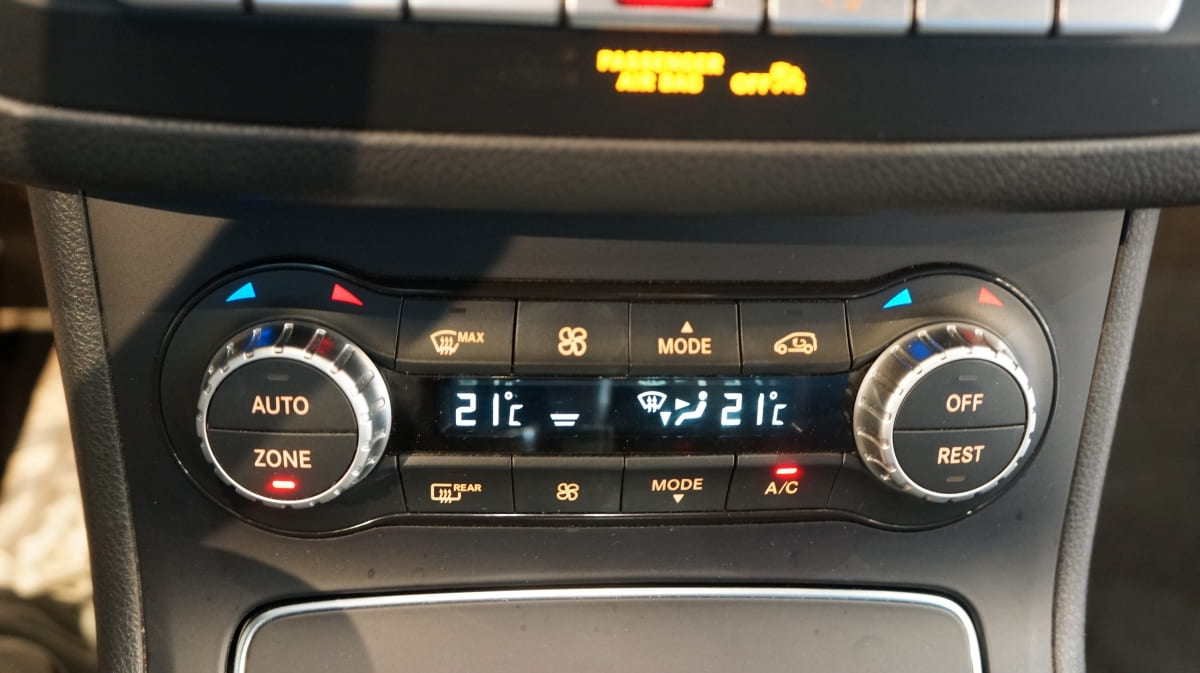 PASSENGER
AIR BAG OFF
MAX
MODE
AUTO
ZONE
21°C
21°C
OFF
REST
REAR
MODE
A/C